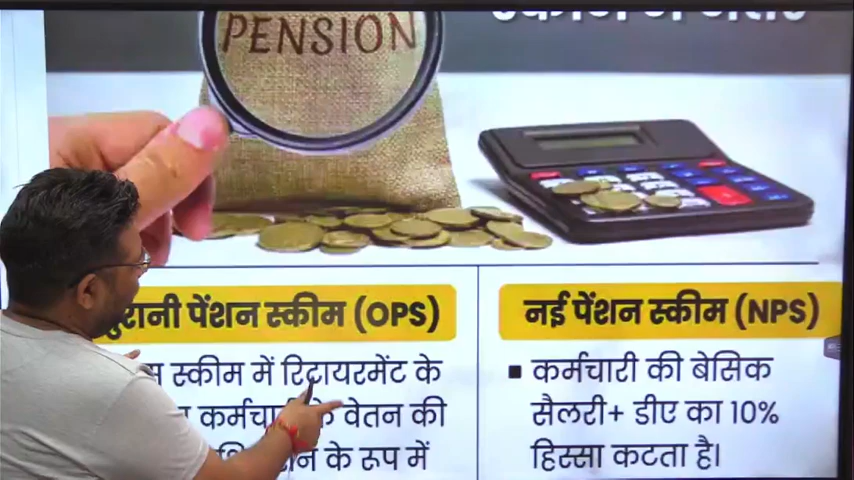 PENSION
पुरानी पेंशन स्कीम (OPS)
स्कीम में रिटायरमेंट के
कर्मचारी के वेतन की
के रूप में
नई पेंशन स्कीम (NPS)
कर्मचारी की बेसिक
सैलरी+ डीए का 10%
हिस्सा कटता है।